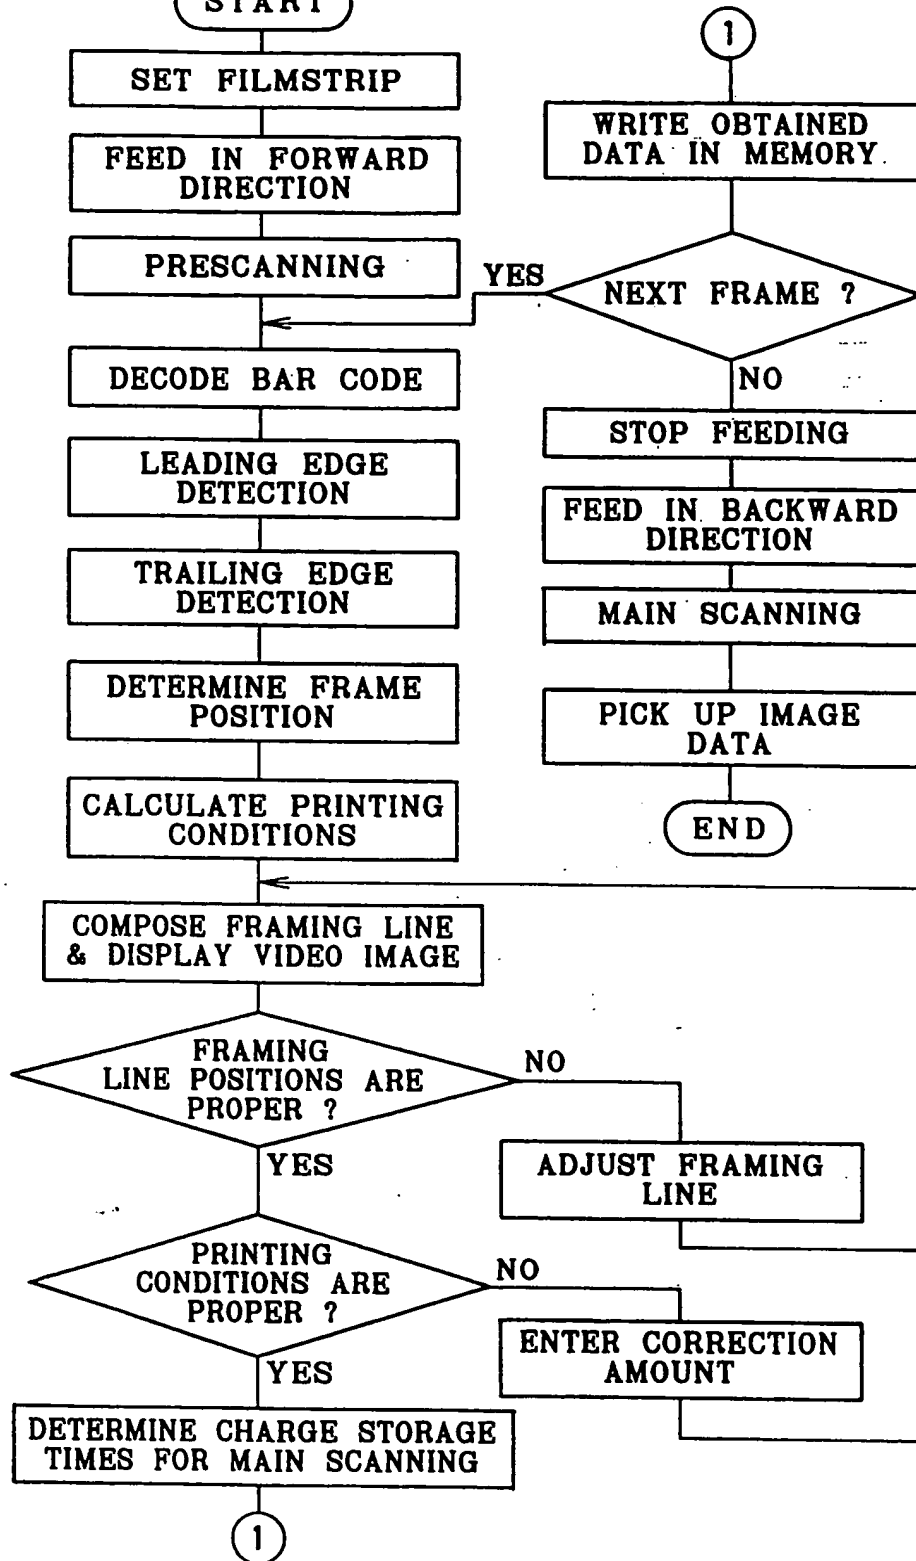 START
SET FILMSTRIP
FEED IN FORWARD
DIRECTION
PRESCANNING
DECODE BAR CODE
LEADING EDGE
DETECTION
TRAILING EDGE
DETECTION
DETERMINE FRAME
POSITION
CALCULATE PRINTING
CONDITIONS
COMPOSE FRAMING LINE
& DISPLAY VIDEO IMAGE
FRAMING
LINE POSITIONS ARE
PROPER ?
NO
YES
ADJUST FRAMING
LINE
PRINTING
CONDITIONS ARE
PROPER ?
NO
YES
ENTER CORRECTION
AMOUNT
DETERMINE CHARGE STORAGE
TIMES FOR MAIN SCANNING
1
1
WRITE OBTAINED
DATA IN MEMORY
NEXT FRAME ?
YES
NO
STOP FEEDING
FEED IN BACKWARD
DIRECTION
MAIN SCANNING
PICK UP IMAGE
DATA
END